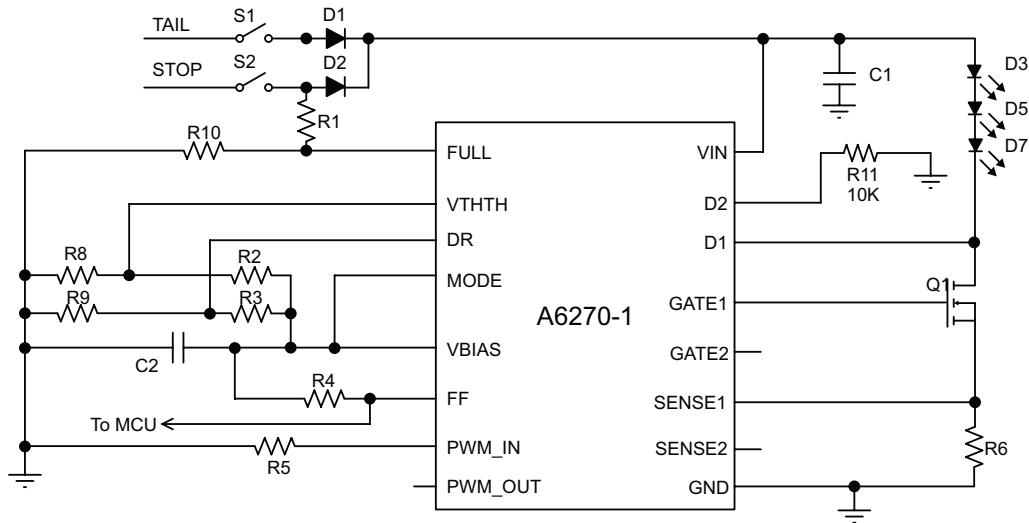 TAIL
S1
D1
STOP
S2
D2
C1
D3
D5
D7
R1
R10
FULL
VIN
R11
10K
VTHTH
D2
DR
D1
R8
R2
MODE
R9
R3
GATE1
Q1
A6270-1
C2
VBIAS
GATE2
R4
FF
SENSE1
To MCU
R5
PWM_IN
SENSE2
R6
PWM_OUT
GND